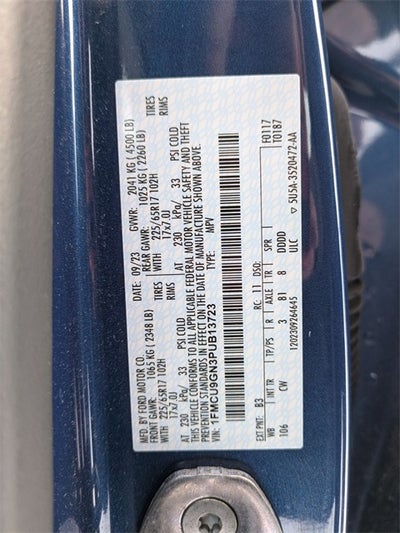 MFD. BY FORD MOTOR CO.
DATE: 09/23 GVWR: 2041 KG ( 4500 LB)
FRONT GAWR: 1065 KG ( 2348 LB) REAR GAWR: 1025 KG ( 2260 LB)
WITH 225/65R17 102H TIRES WITH 225/65R17 102H TIRES
17x7.0J RIMS 17x7.0J RIMS
AT 230 kPa/ 33 PSI COLD AT 230 kPa/ 33 PSI COLD
THIS VEHICLE CONFORMS TO ALL APPLICABLE FEDERAL MOTOR VEHICLE SAFETY AND THEFT
PREVENTION STANDARDS IN EFFECT ON THE DATE OF MANUFACTURE SHOWN ABOVE.
VIN: 1FMCU9GN3PUB13723 TYPE: MPV
EXT PNT: B3 RC: 11 DSO: F0117
T0187
WB INT TR TP/PS R AXLE TR SPR
106 CW 3 B1 8 DDDD 5U5A-3520472-AA
1202309264645 ULC